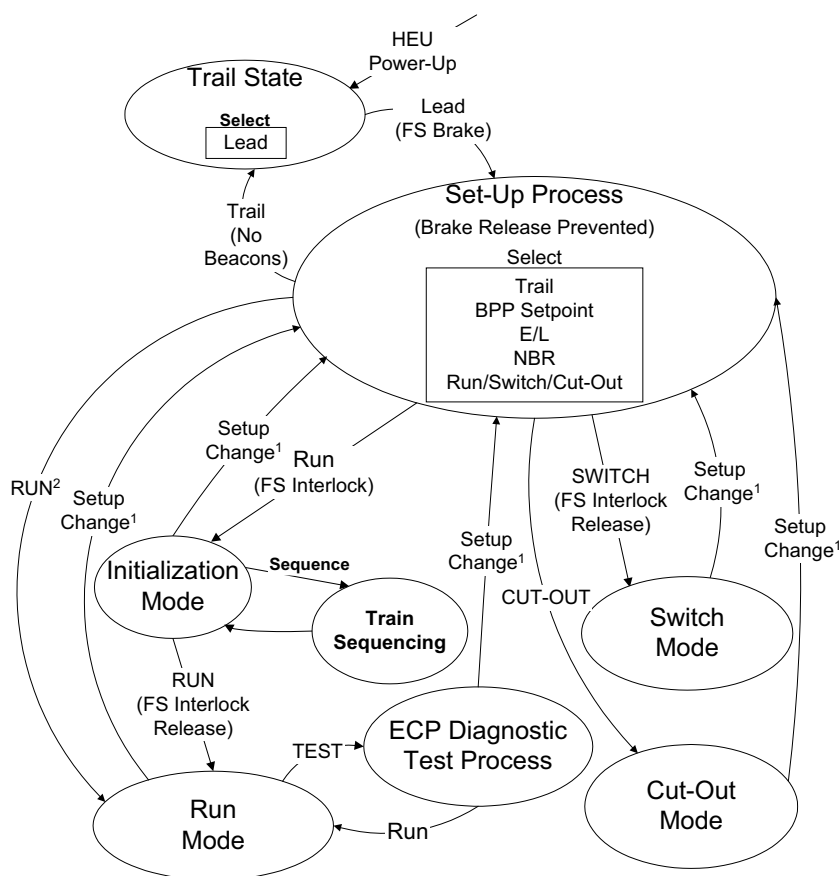 HEU
Power-Up
Trail State
Select
Lead
Lead
(FS Brake)
Trail
(No
Beacons)
Set-Up Process
(Brake Release Prevented)
Select
Trail
BPP Setpoint
E/L
NBR
Run/Switch/Cut-Out
RUN²
Setup
Change¹
Setup
Change¹
Run
(FS Interlock)
Setup
Change¹
SWITCH
(FS Interlock
Release)
Setup
Change¹
Setup
Change¹
CUT-OUT
Initialization
Mode
Sequence
Train
Sequencing
Switch
Mode
RUN
(FS Interlock
Release)
TEST
ECP Diagnostic
Test Process
Run
Run
Mode
Cut-Out
Mode